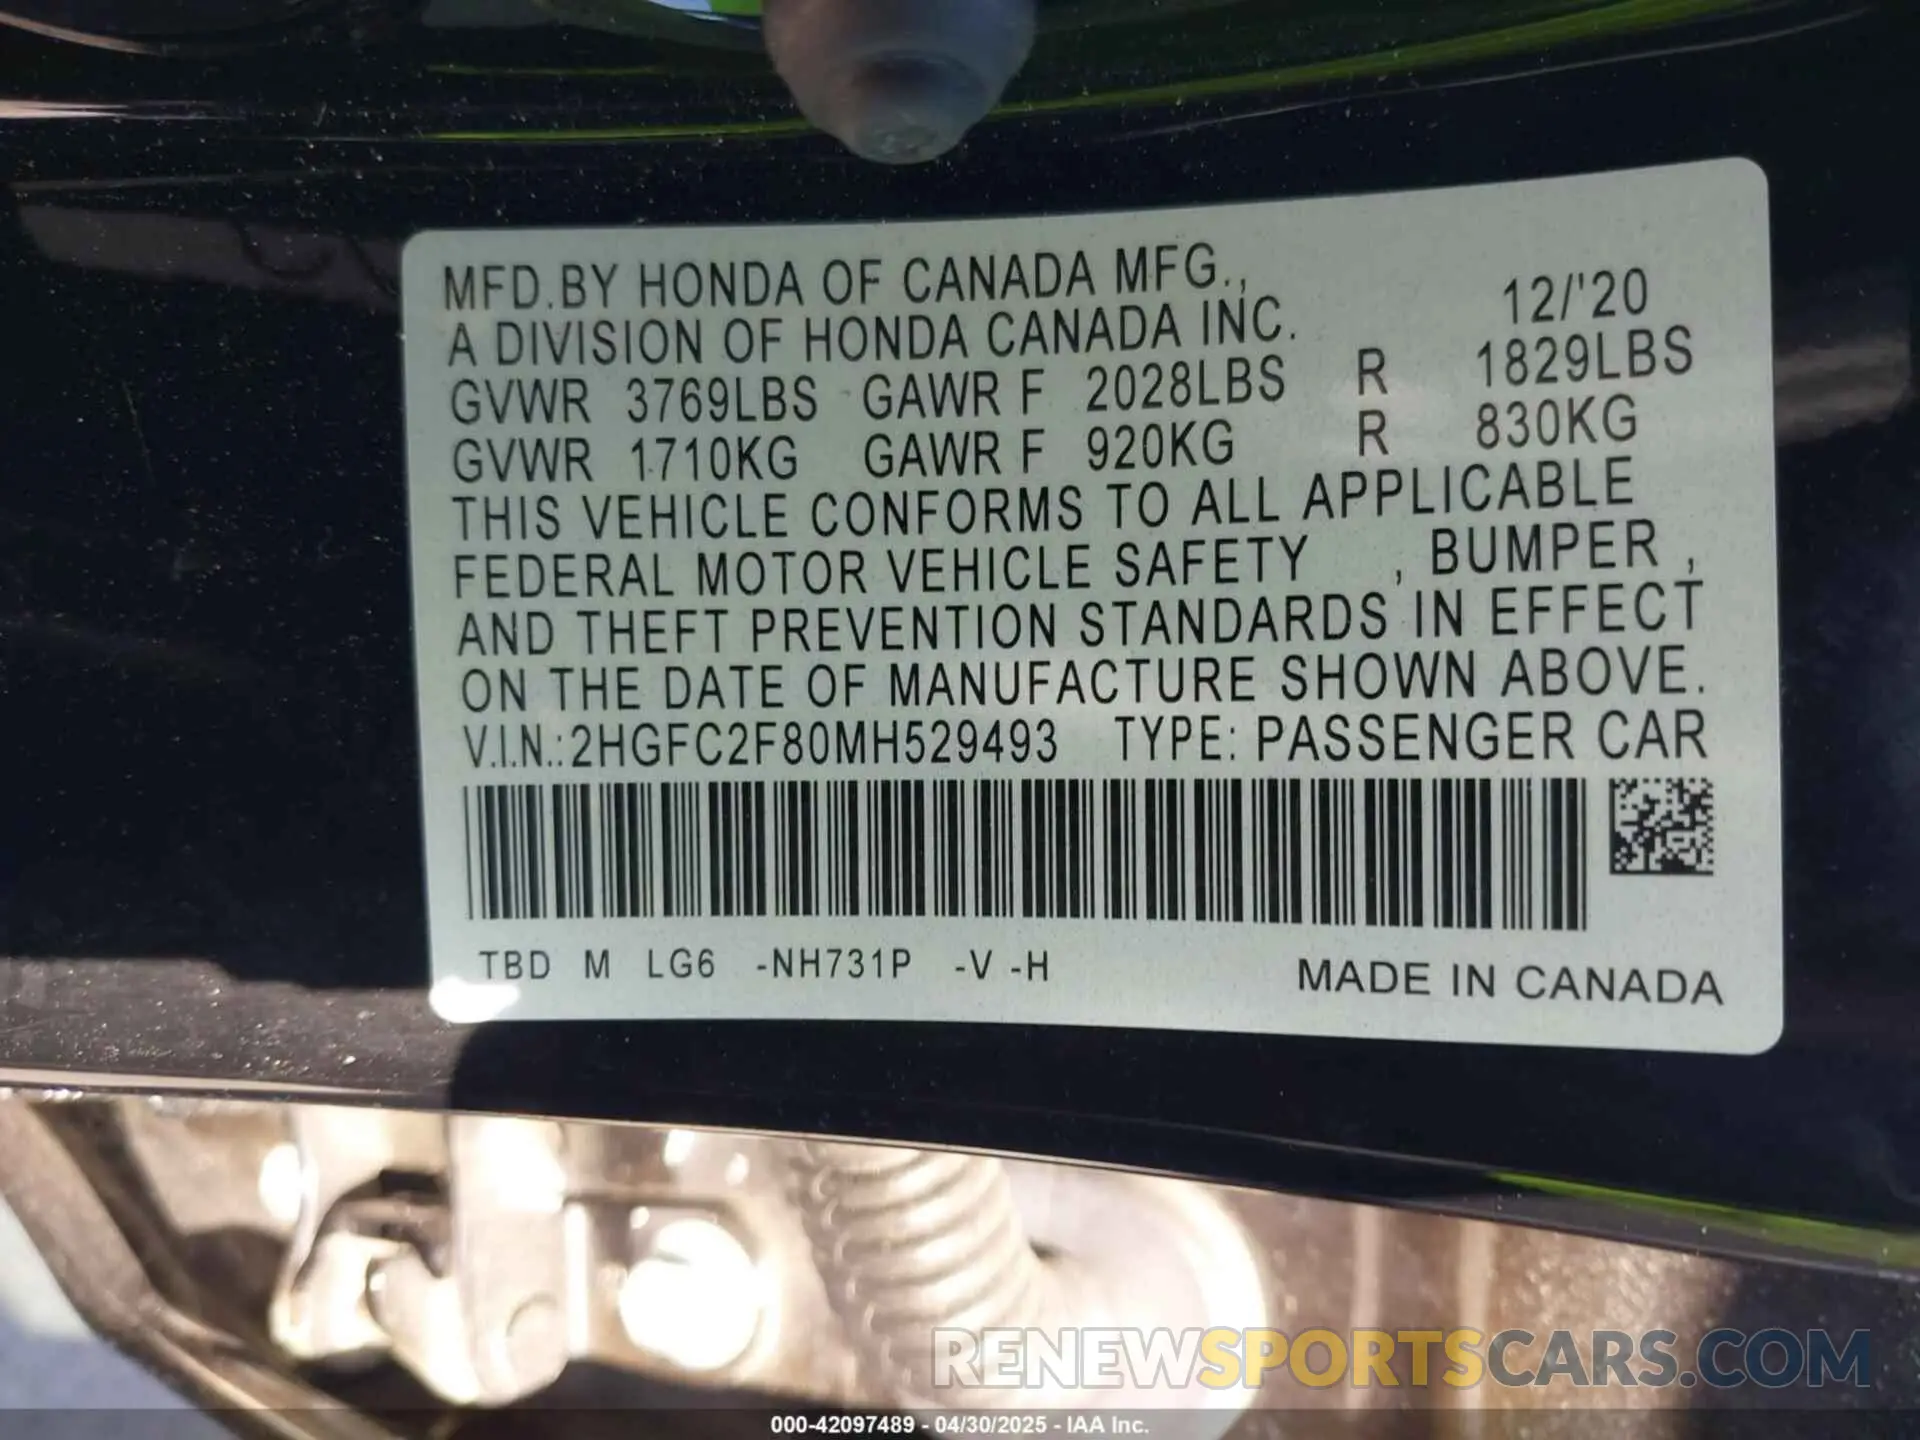 MFD.BY HONDA OF CANADA MFG.,
A DIVISION OF HONDA CANADA INC. 12/'20
GVWR 3769LBS GAWR F 2028LBS R 1829LBS
GVWR 1710KG GAWR F 920KG R 830KG
THIS VEHICLE CONFORMS TO ALL APPLICABLE
FEDERAL MOTOR VEHICLE SAFETY , BUMPER ,
AND THEFT PREVENTION STANDARDS IN EFFECT
ON THE DATE OF MANUFACTURE SHOWN ABOVE.
V.I.N.:2HGFC2F80MH529493 TYPE: PASSENGER CAR
TBD M LG6 -NH731P -V -H MADE IN CANADA
RENEWSPORTSCARS.COM
000-42097489 - 04/30/2025 - IAA Inc.